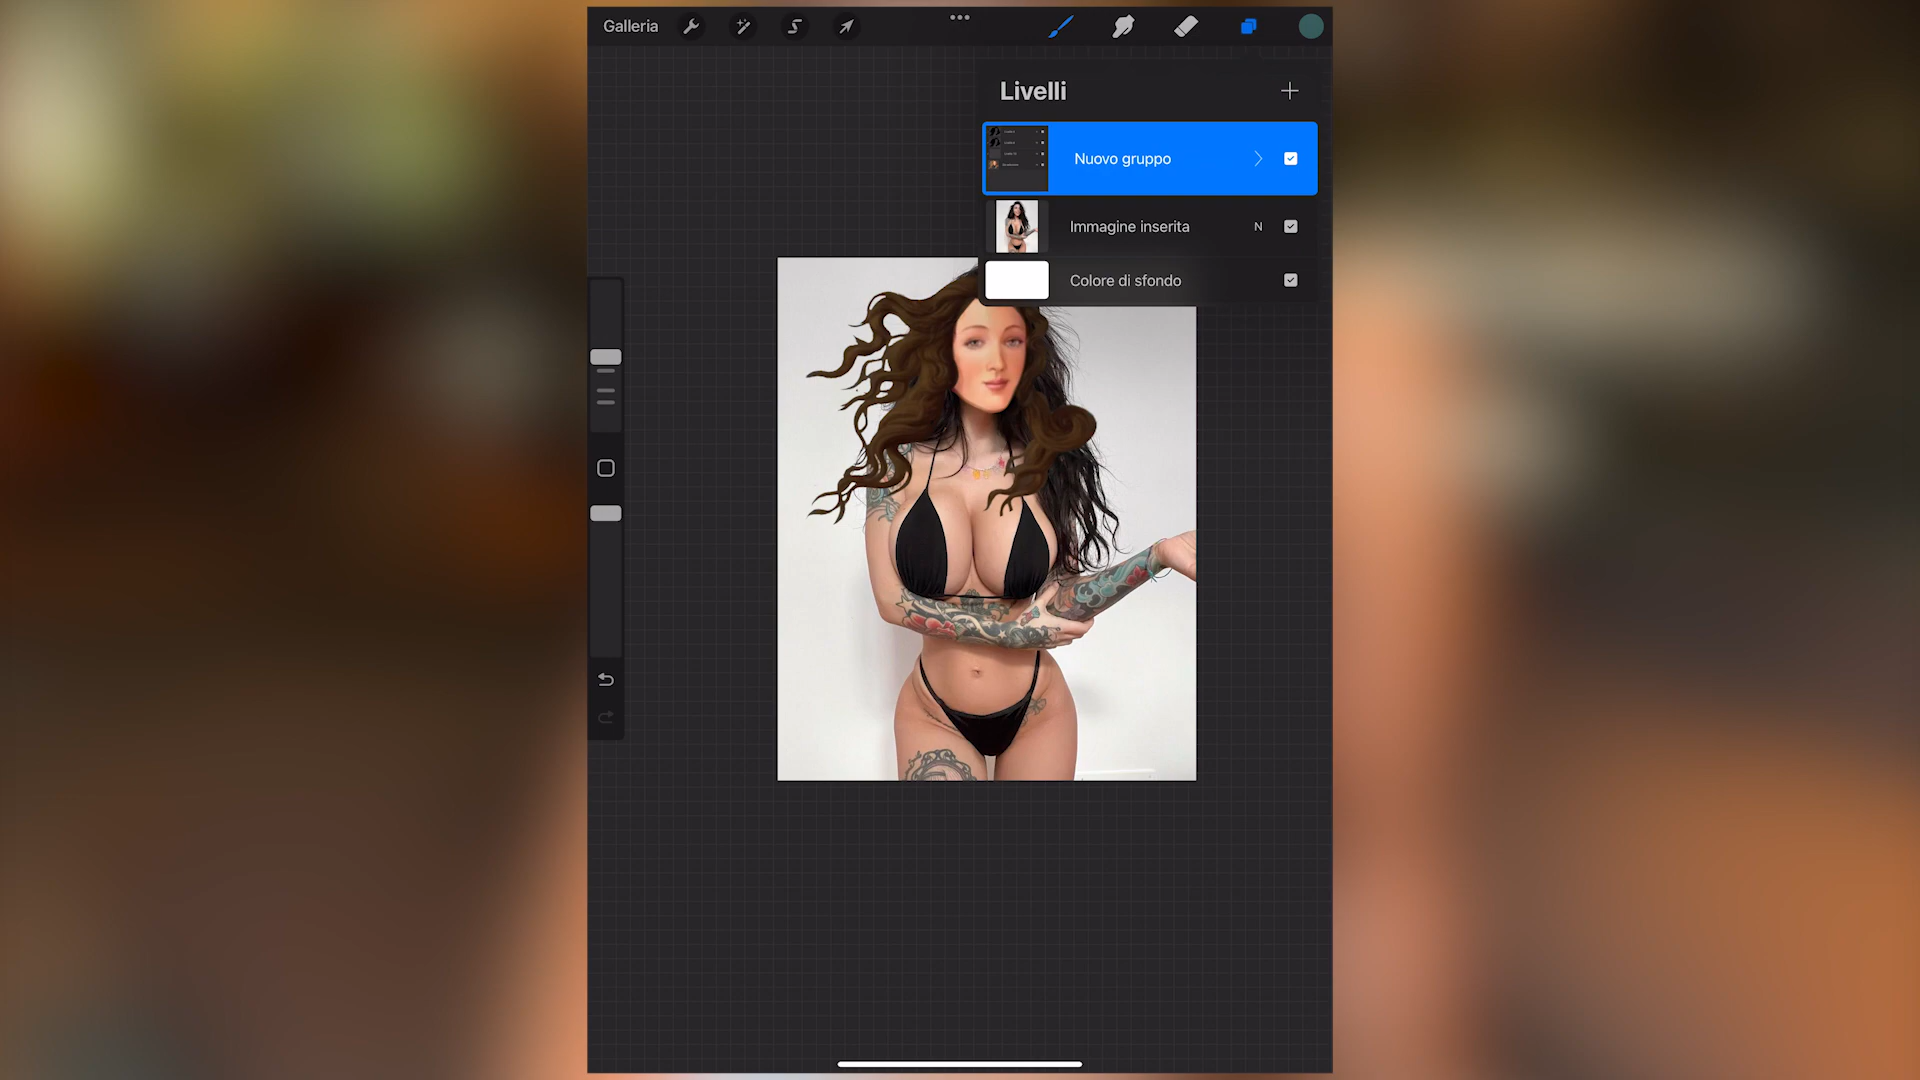 Galleria
Livelli
Nuovo gruppo
Immagine inserita N
Colore di sfondo